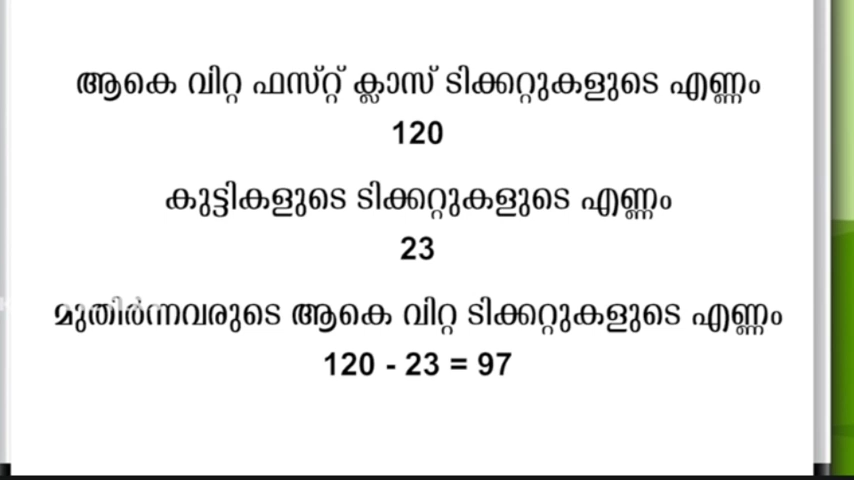 ആകെ വിറ്റ ഫസ്റ്റ് ക്ലാസ് ടിക്കറ്റുകളുടെ എണ്ണം
120
കുട്ടികളുടെ ടിക്കറ്റുകളുടെ എണ്ണം
23
മുതിർന്നവരുടെ ആകെ വിറ്റ ടിക്കറ്റുകളുടെ എണ്ണം
120 - 23 = 97